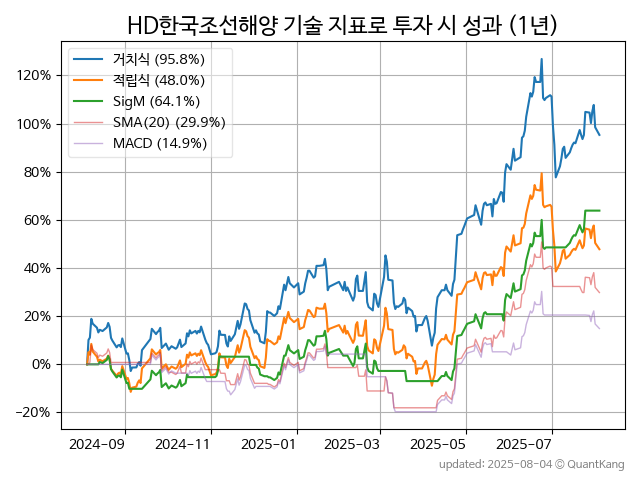 HD한국조선해양 기술 지표로 투자 시 성과 (1년)
거치식 (95.8%)
적립식 (48.0%)
SigM (64.1%)
SMA(20) (29.9%)
MACD (14.9%)
120%
100%
80%
60%
40%
20%
0%
−20%
2024-09 2024-11 2025-01 2025-03 2025-05 2025-07
updated: 2025-08-04 © QuantKang